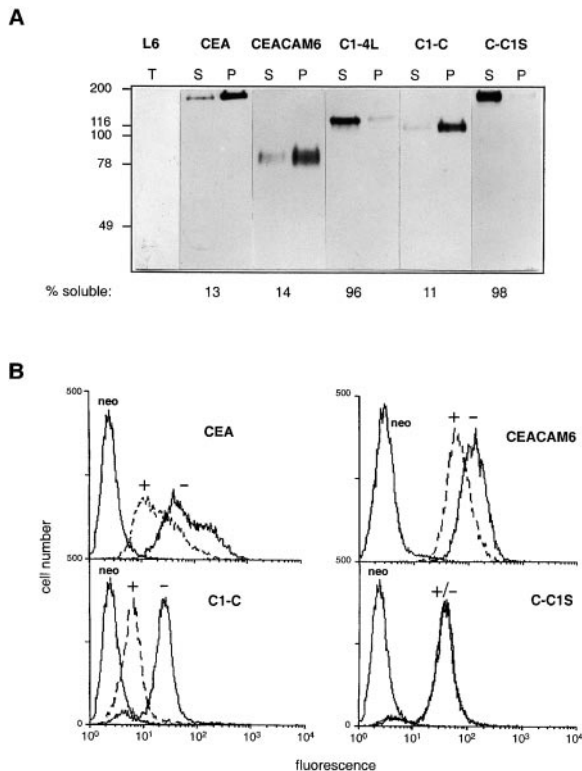 A
L6 CEA CEACAM6 C1-4L C1-C C-C1S
T S P S P S P S P S P
200
116
100
78
49
% soluble: 13 14 96 11 98
B
500 500
neo + - CEA
neo + - CEACAM6
cell number
500 500
neo + - C1-C
neo +/- C-C1S
0 0
10⁰ 10¹ 10² 10³ 10⁴ 10⁰ 10¹ 10² 10³ 10⁴
fluorescence